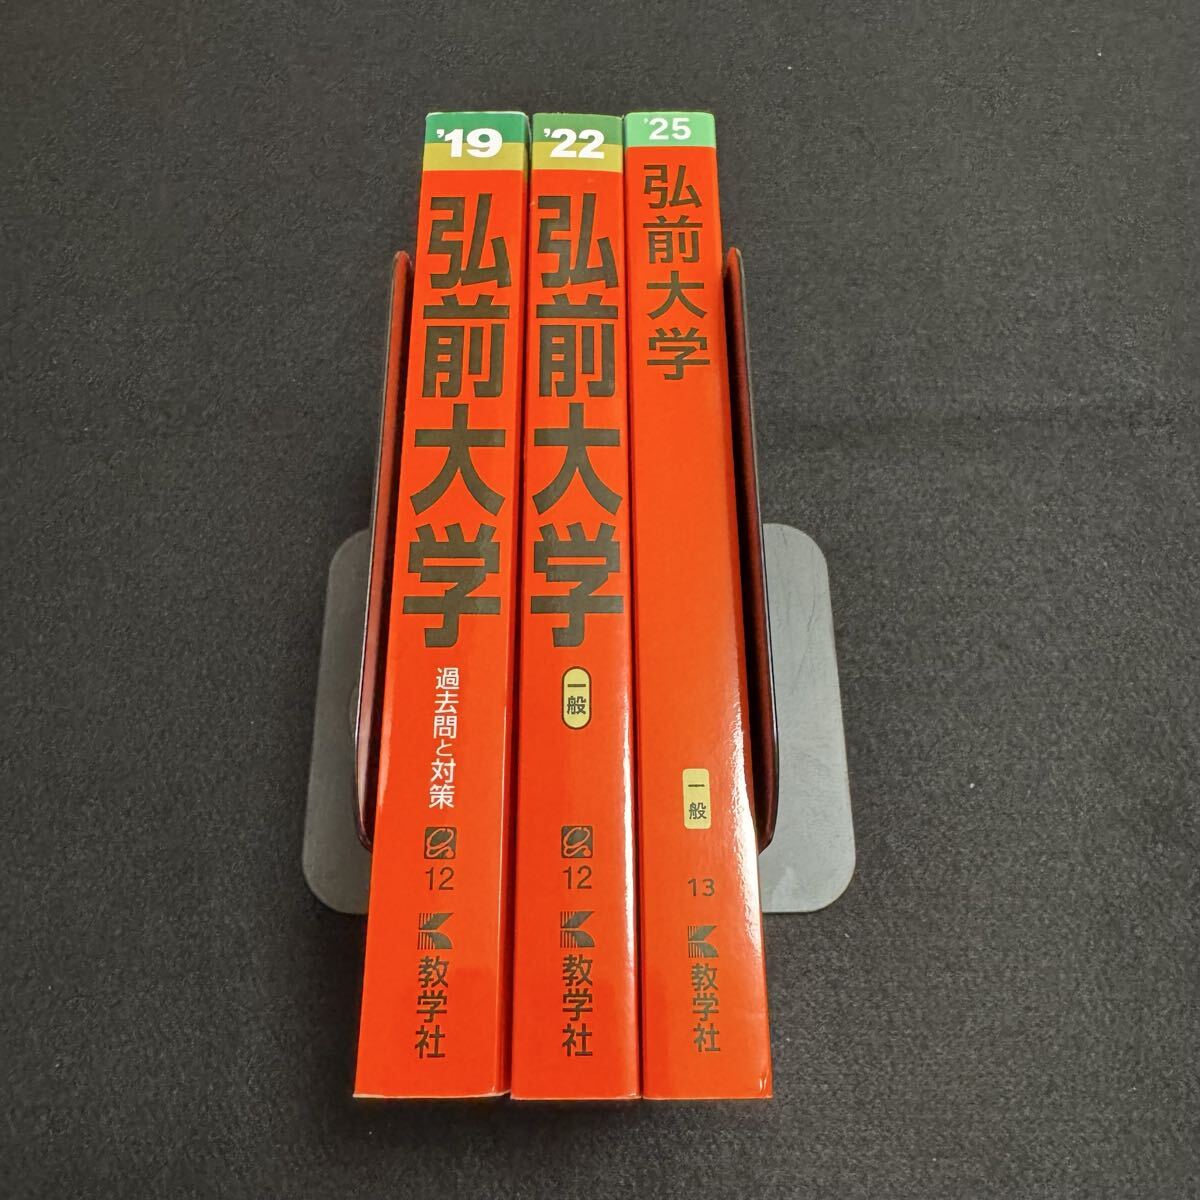 '19
弘前大学
過去問と対策
12
教学社
'22
弘前大学
一般
12
教学社
'25
弘前大学
一般
13
教学社